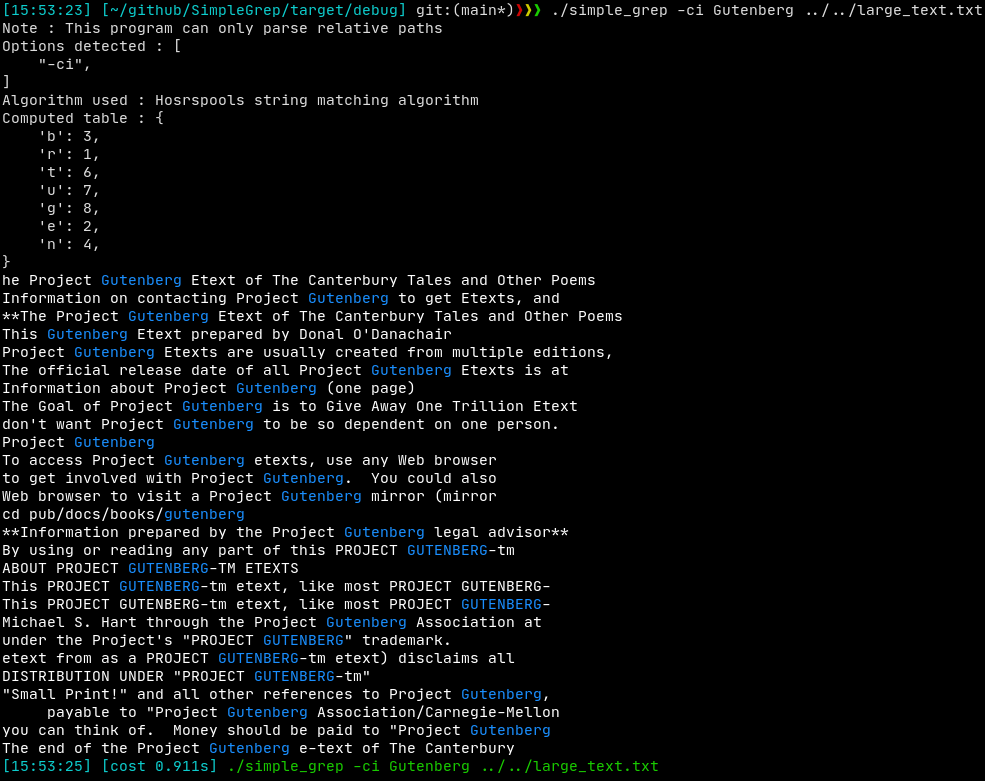 [15:53:23] [~/github/SimpleGrep/target/debug] git:(main*)❯❯❯ ./simple_grep -ci Gutenberg ../../large_text.txt
Note : This program can only parse relative paths
Options detected : [
    "-ci",
]
Algorithm used : Hosrspools string matching algorithm
Computed table : {
    'b': 3,
    'r': 1,
    't': 6,
    'u': 7,
    'g': 8,
    'e': 2,
    'n': 4,
}
he Project Gutenberg Etext of The Canterbury Tales and Other Poems
Information on contacting Project Gutenberg to get Etexts, and
**The Project Gutenberg Etext of The Canterbury Tales and Other Poems
This Gutenberg Etext prepared by Donal O'Danachair
Project Gutenberg Etexts are usually created from multiple editions,
The official release date of all Project Gutenberg Etexts is at
Information about Project Gutenberg (one page)
The Goal of Project Gutenberg is to Give Away One Trillion Etext
don't want Project Gutenberg to be so dependent on one person.
Project Gutenberg
To access Project Gutenberg etexts, use any Web browser
to get involved with Project Gutenberg.  You could also
Web browser to visit a Project Gutenberg mirror (mirror
cd pub/docs/books/gutenberg
**Information prepared by the Project Gutenberg legal advisor**
By using or reading any part of this PROJECT GUTENBERG-tm
ABOUT PROJECT GUTENBERG-TM ETEXTS
This PROJECT GUTENBERG-tm etext, like most PROJECT GUTENBERG-
This PROJECT GUTENBERG-tm etext, like most PROJECT GUTENBERG-
Michael S. Hart through the Project Gutenberg Association at
under the Project's "PROJECT GUTENBERG" trademark.
etext from as a PROJECT GUTENBERG-tm etext) disclaims all
DISTRIBUTION UNDER "PROJECT GUTENBERG-tm"
"Small Print!" and all other references to Project Gutenberg,
     payable to "Project Gutenberg Association/Carnegie-Mellon
you can think of.  Money should be paid to "Project Gutenberg
The end of the Project Gutenberg e-text of The Canterbury
[15:53:25] [cost 0.911s] ./simple_grep -ci Gutenberg ../../large_text.txt